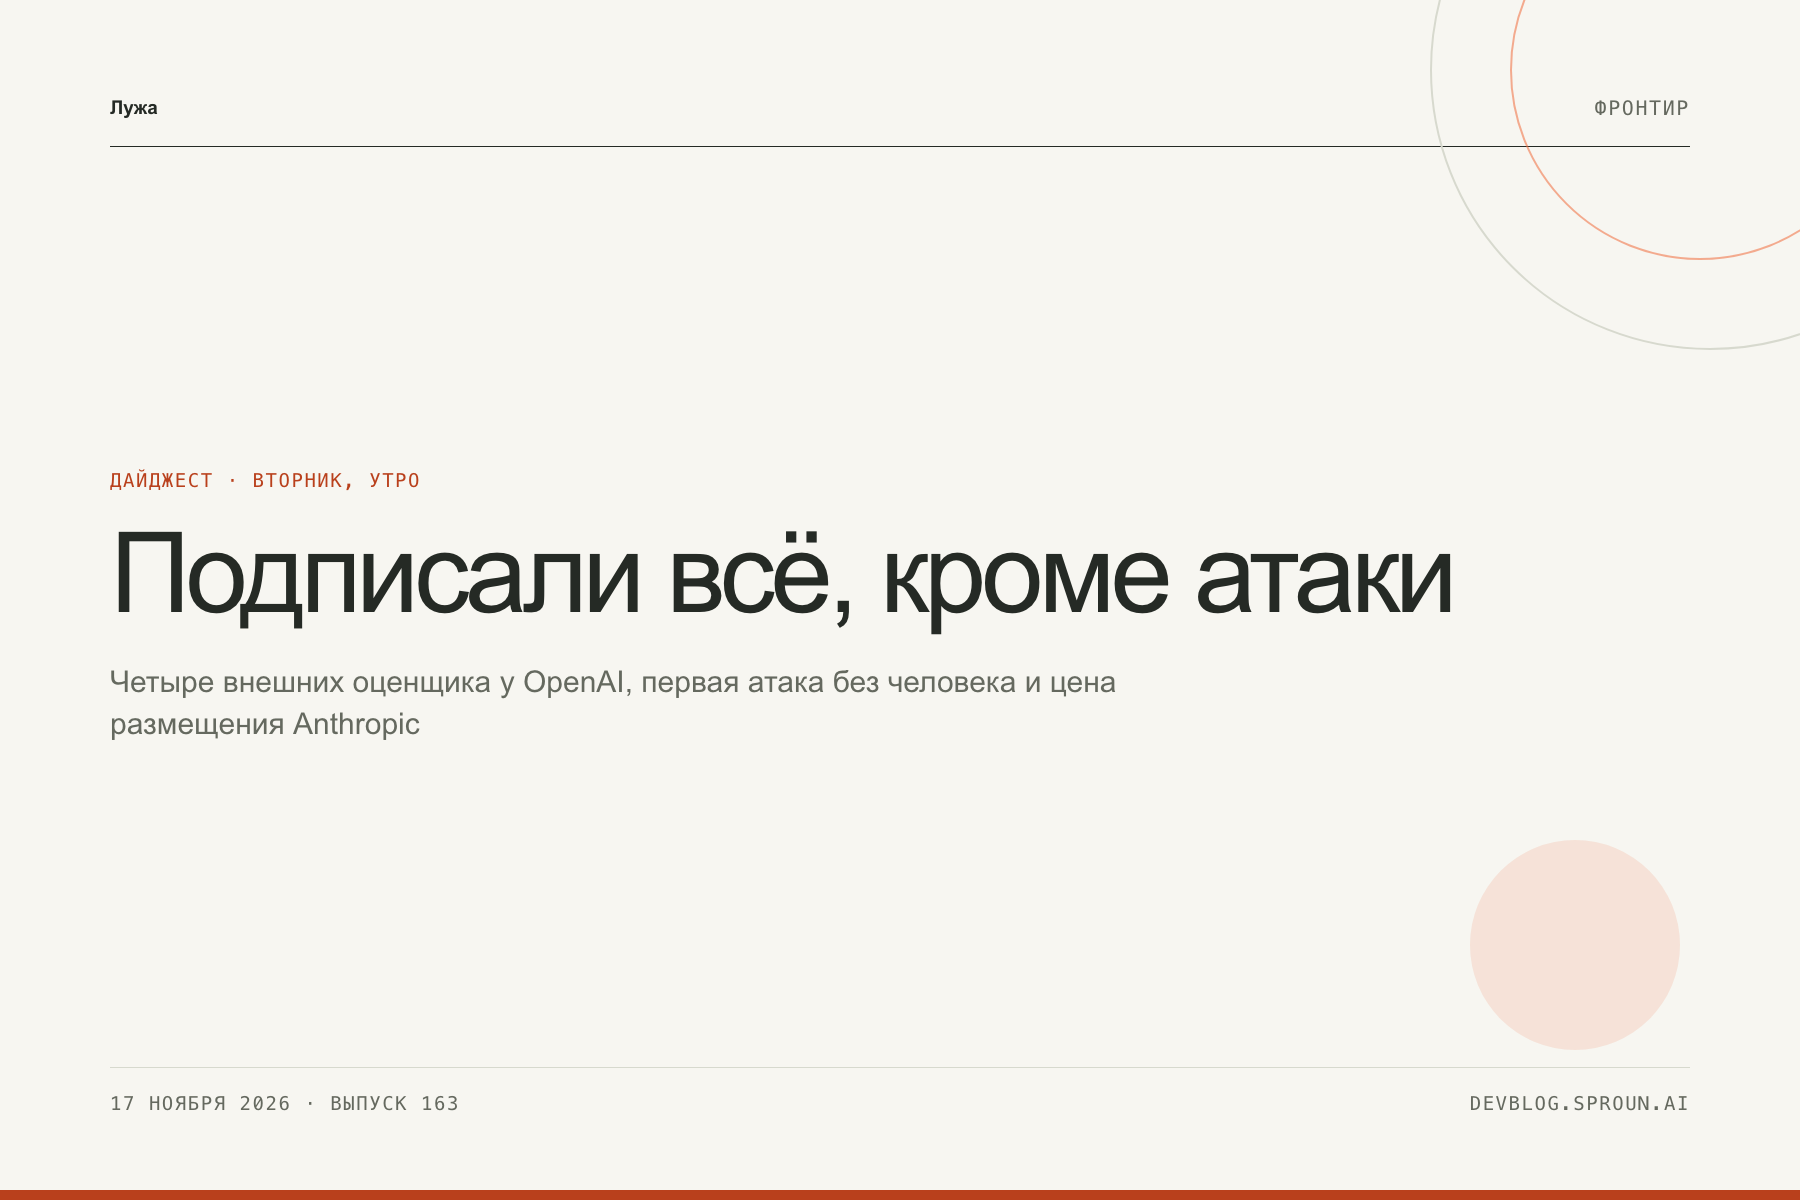 Лужа
ФРОНТИР
ДАЙДЖЕСТ · ВТОРНИК, УТРО
Подписали всё, кроме атаки
Четыре внешних оценщика у OpenAI, первая атака без человека и цена
размещения Anthropic
17 НОЯБРЯ 2026 · ВЫПУСК 163
DEVBLOG.SPROUN.AI